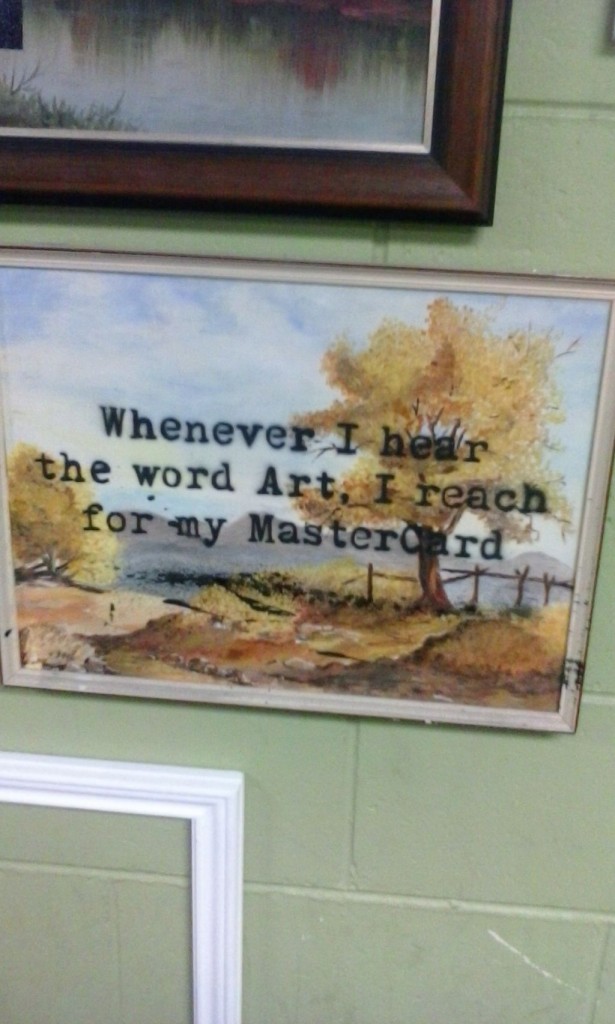 Whenever I hear
the word Art, I reach
for my MasterCard